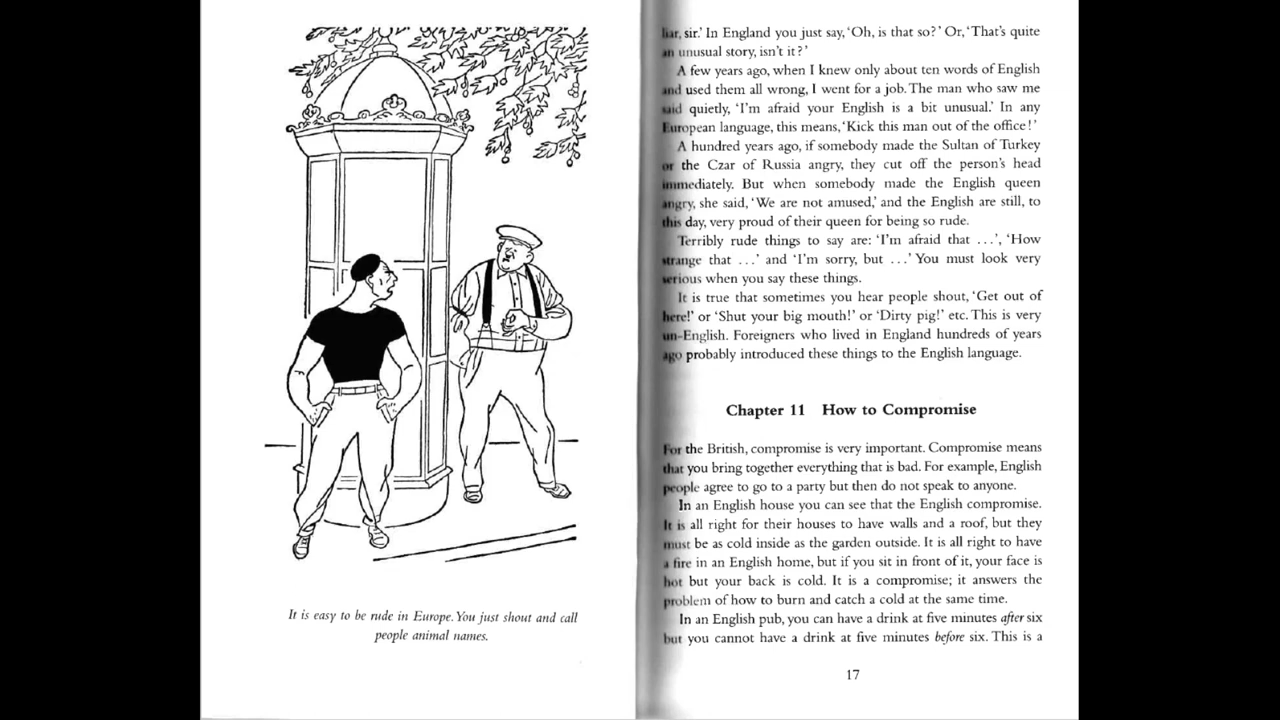 It is easy to be rude in Europe. You just shout and call
people animal names.
liar, sir.’ In England you just say, ‘Oh, is that so?’ Or, ‘That’s quite
an unusual story, isn’t it?’
A few years ago, when I knew only about ten words of English
and used them all wrong, I went for a job. The man who saw me
said quietly, ‘I’m afraid your English is a bit unusual.’ In any
European language, this means, ‘Kick this man out of the office!’
A hundred years ago, if somebody made the Sultan of Turkey
or the Czar of Russia angry, they cut off the person’s head
immediately. But when somebody made the English queen
angry, she said, ‘We are not amused,’ and the English are still, to
this day, very proud of their queen for being so rude.
Terribly rude things to say are: ‘I’m afraid that ...’, ‘How
strange that ...’ and ‘I’m sorry, but ...’ You must look very
serious when you say these things.
It is true that sometimes you hear people shout, ‘Get out of
here!’ or ‘Shut your big mouth!’ or ‘Dirty pig!’ etc. This is very
un-English. Foreigners who lived in England hundreds of years
ago probably introduced these things to the English language.
Chapter 11 How to Compromise
For the British, compromise is very important. Compromise means
that you bring together everything that is bad. For example, English
people agree to go to a party but then do not speak to anyone.
In an English house you can see that the English compromise.
It is all right for their houses to have walls and a roof, but they
must be as cold inside as the garden outside. It is all right to have
a fire in an English home, but if you sit in front of it, your face is
hot but your back is cold. It is a compromise; it answers the
problem of how to burn and catch a cold at the same time.
In an English pub, you can have a drink at five minutes after six
but you cannot have a drink at five minutes before six. This is a
17